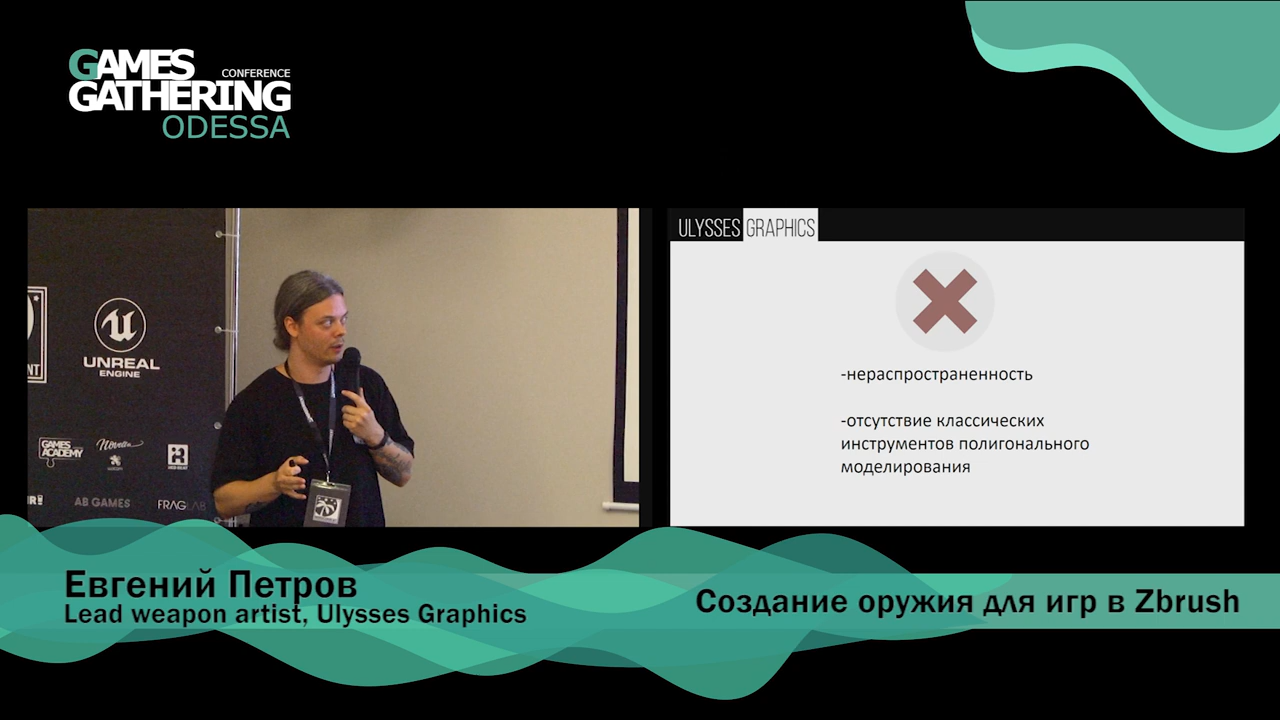 GAMES
CONFERENCE
GATHERING
ODESSA
ULYSSES GRAPHICS
UNREAL
ENGINE
GAMES
ACADEMY
AB GAMES
FRAGLAB
-нераспространенность
-отсутствие классических
инструментов полигонального
моделирования
Евгений Петров
Lead weapon artist, Ulysses Graphics
Создание оружия для игр в Zbrush